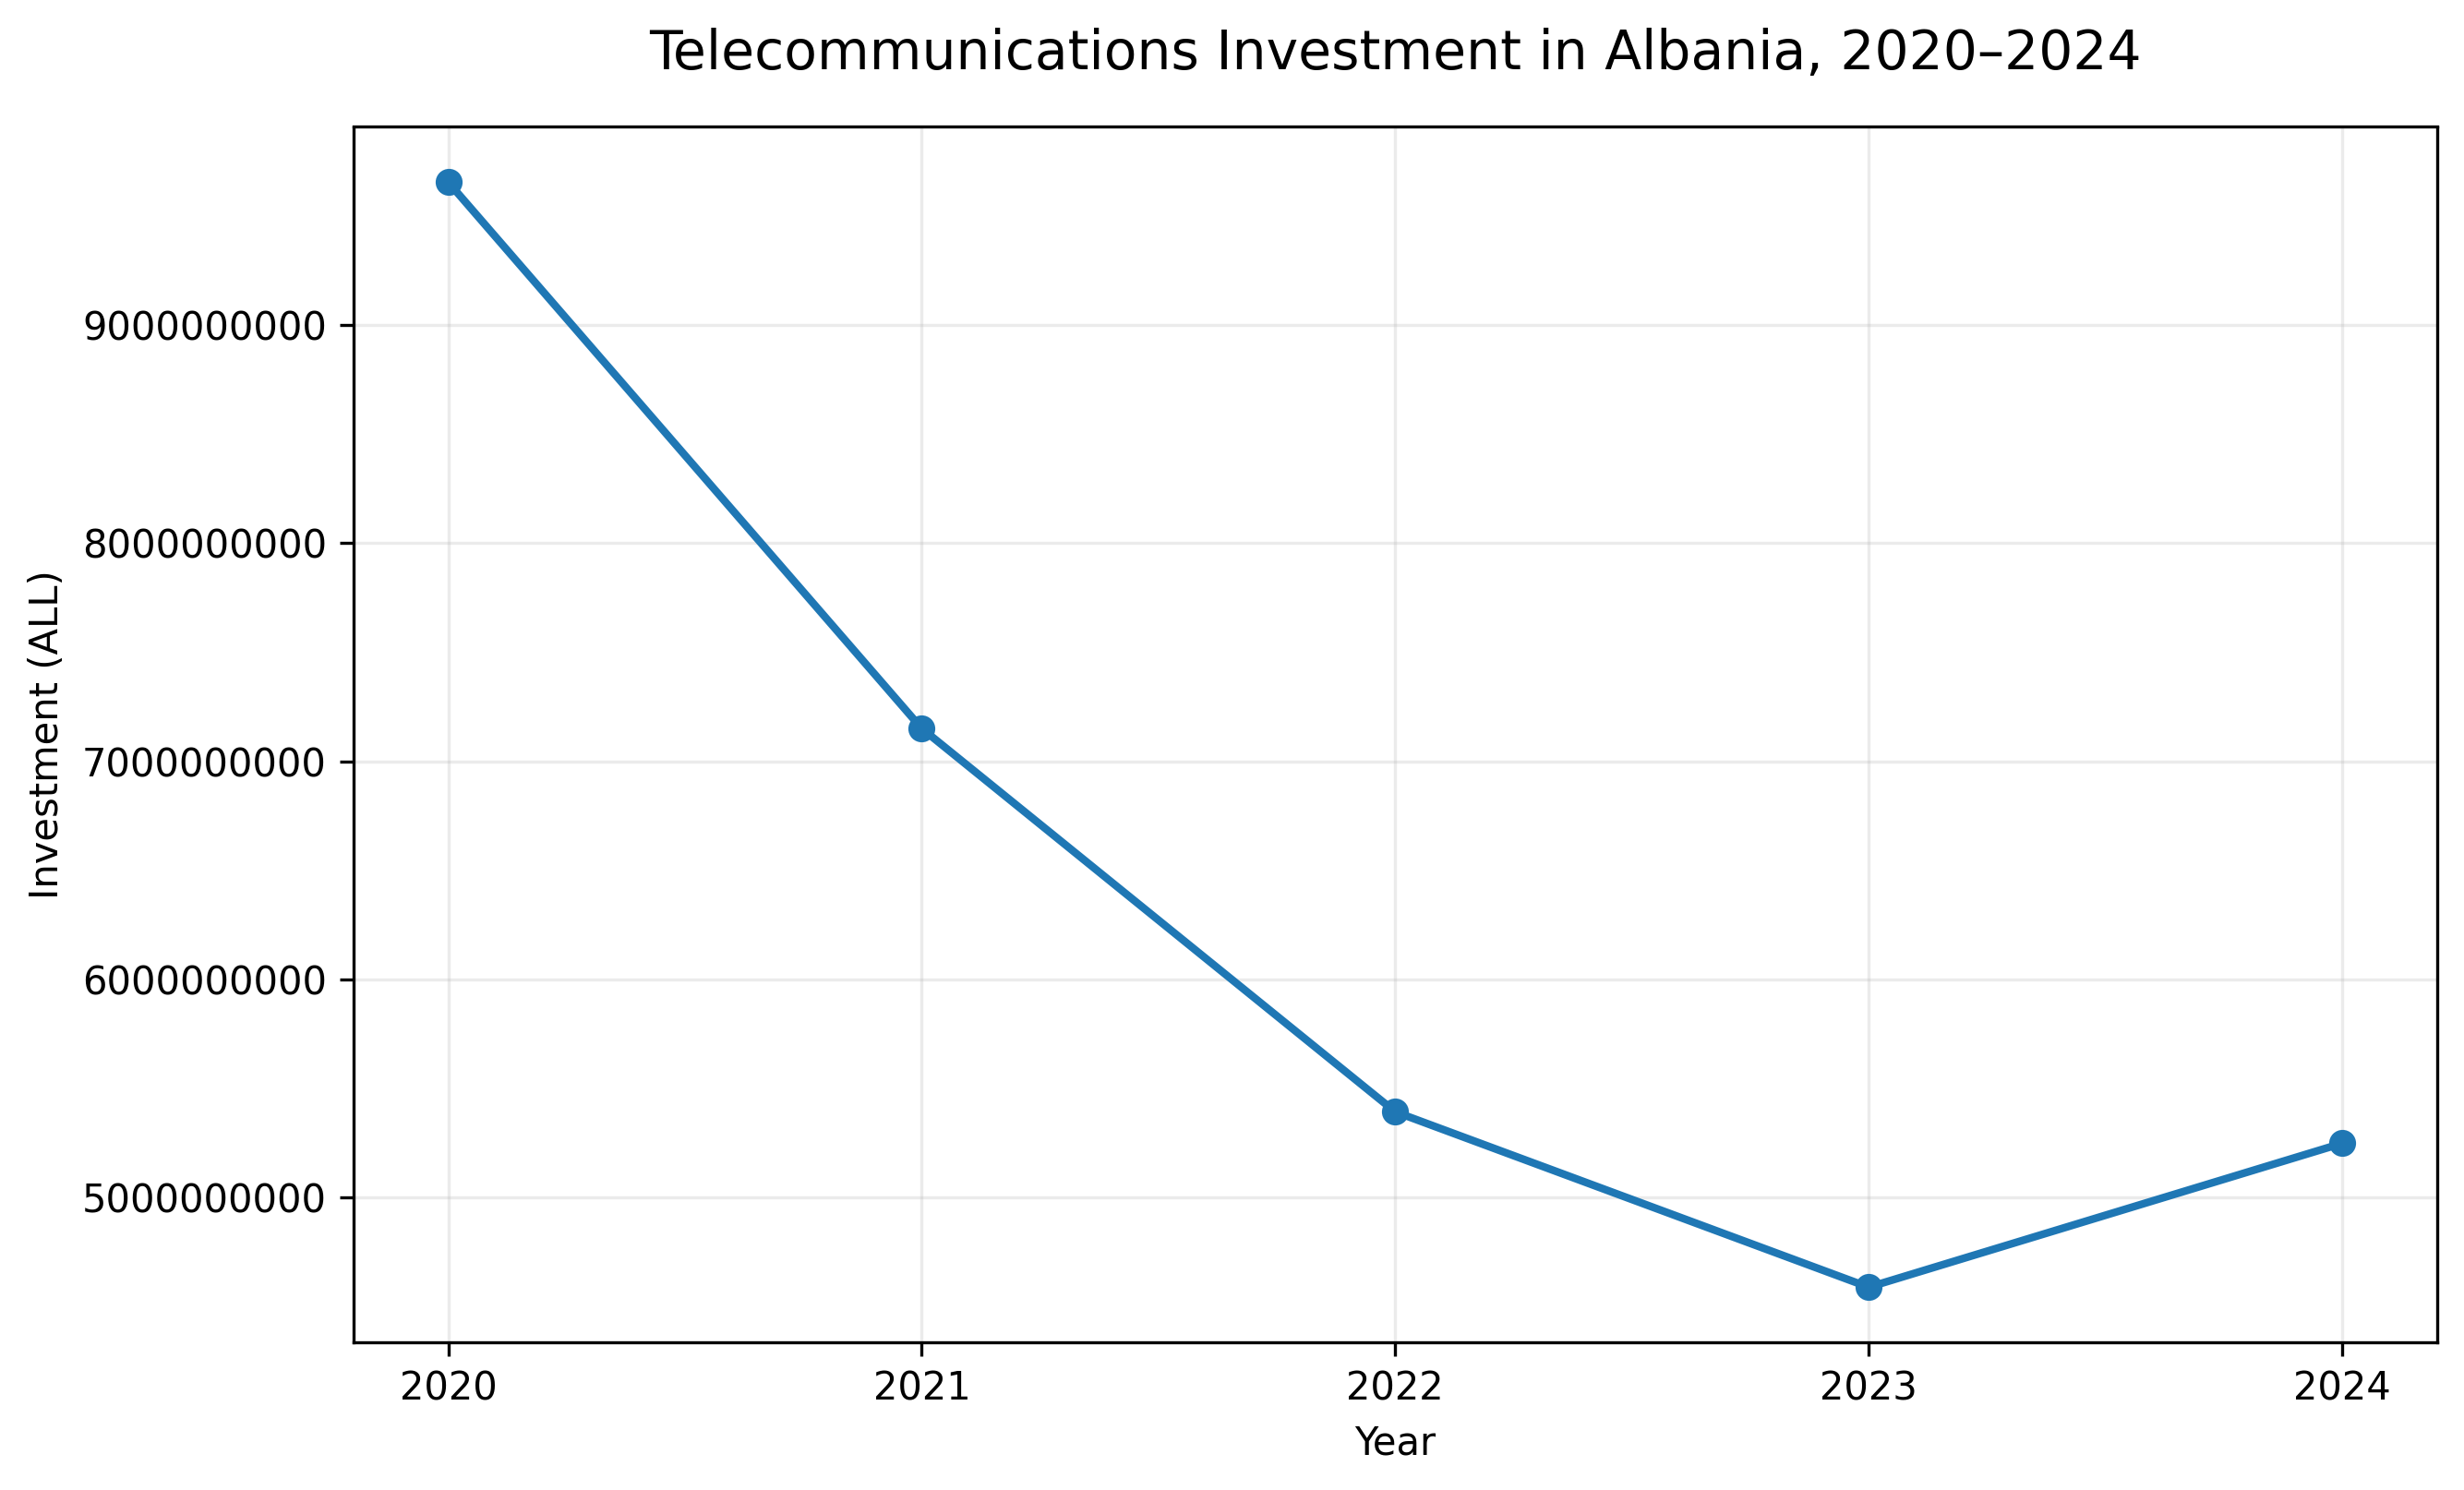 Telecommunications Investment in Albania, 2020–2024
Investment (ALL)
9000000000
8000000000
7000000000
6000000000
5000000000
2020 2021 2022 2023 2024
Year